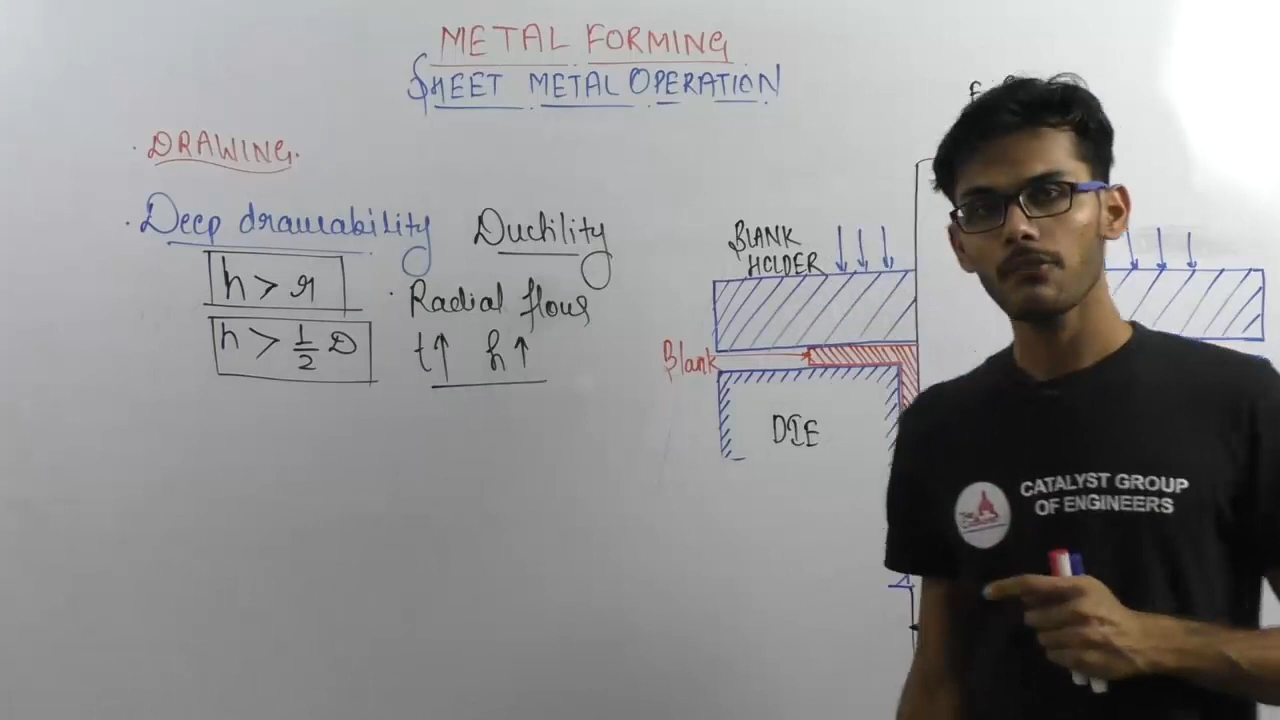 METAL FORMING
SHEET METAL OPERATION
· DRAWING.
· Deep drawability
Ductility
h > r
· Radial flow
h > 1/2 D
t↑ h↑
BLANK
HOLDER
Blank
DIE
F
CATALYST GROUP
OF ENGINEERS